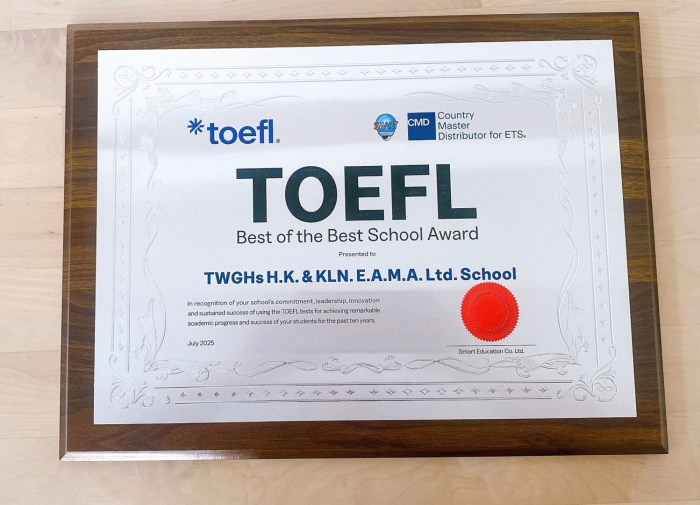 *toefl®
SMART
CMD
Country
Master
Distributor for ETS®
TOEFL
Best of the Best School Award
Presented to
TWGHs H.K. & KLN. E.A.M.A. Ltd. School
In recognition of your school's commitment, leadership, innovation
and sustained success of using the TOEFL tests for achieving remarkable
academic progress and success of your students for the past ten years.
July 2025
Smart Education Co. Ltd.